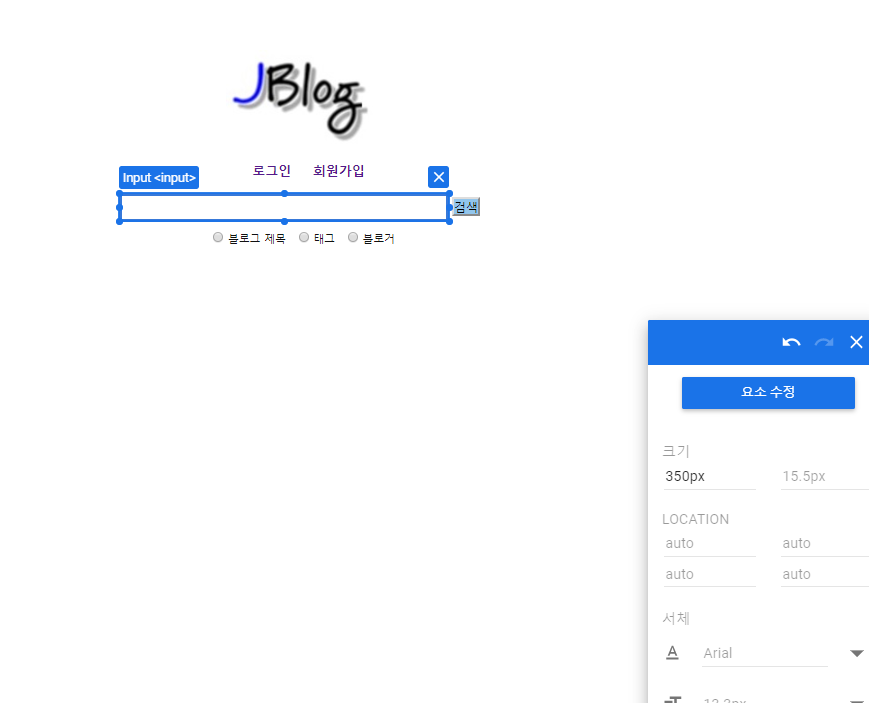 JBlog
Input <input>
로그인 회원가입
검색
블로그 제목 태그 블로거
요소 수정
크기
350px 15.5px
LOCATION
auto auto
auto auto
서체
Arial